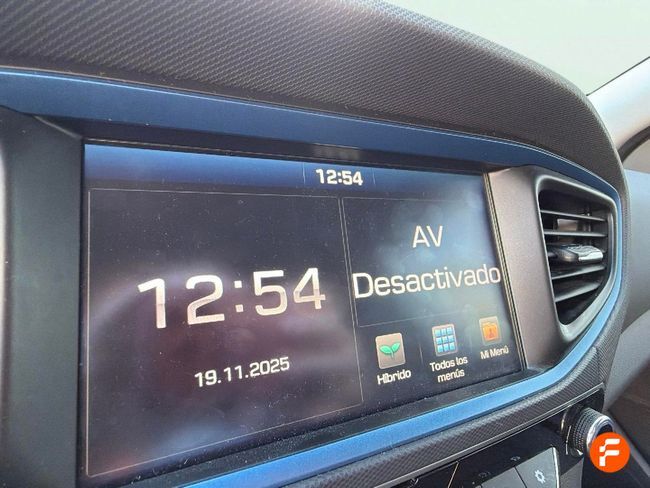 12:54
12:54
19.11.2025
AV
Desactivado
Híbrido
Todos los
menús
Mi Menú